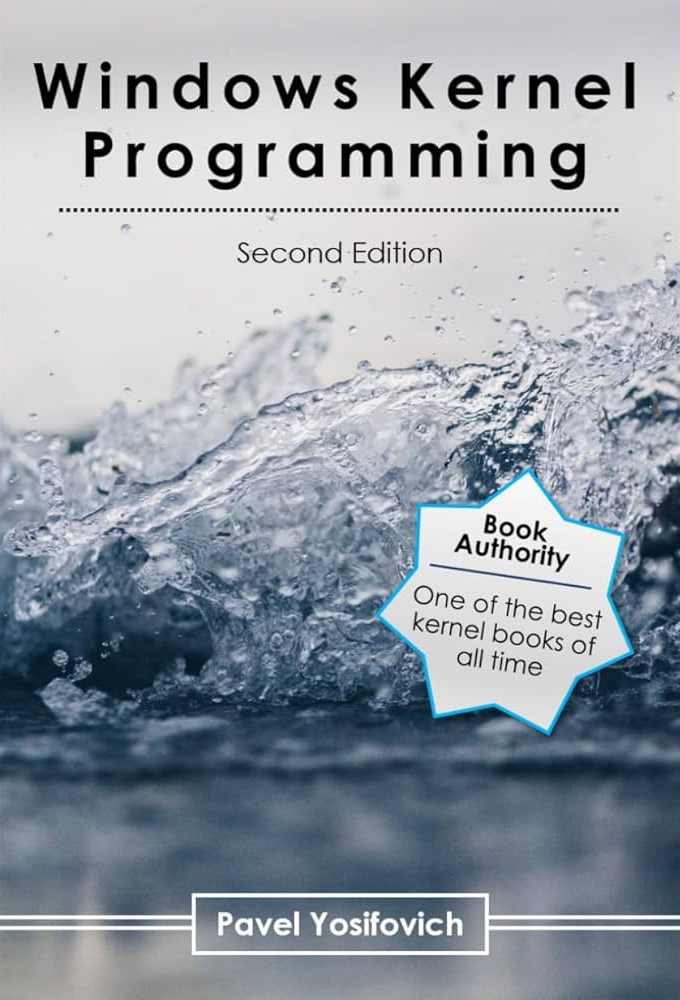 Windows Kernel
Programming
Second Edition
Book
Authority
One of the best
kernel books of
all time
Pavel Yosifovich